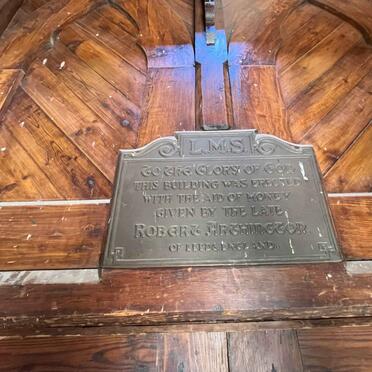 L.M.S.
TO THE GLORY OF GOD
THIS BUILDING WAS ERECTED
WITH THE AID OF MONEY
GIVEN BY THE LATE
ROBERT ARTHINGTON
OF LEEDS, ENGLAND.